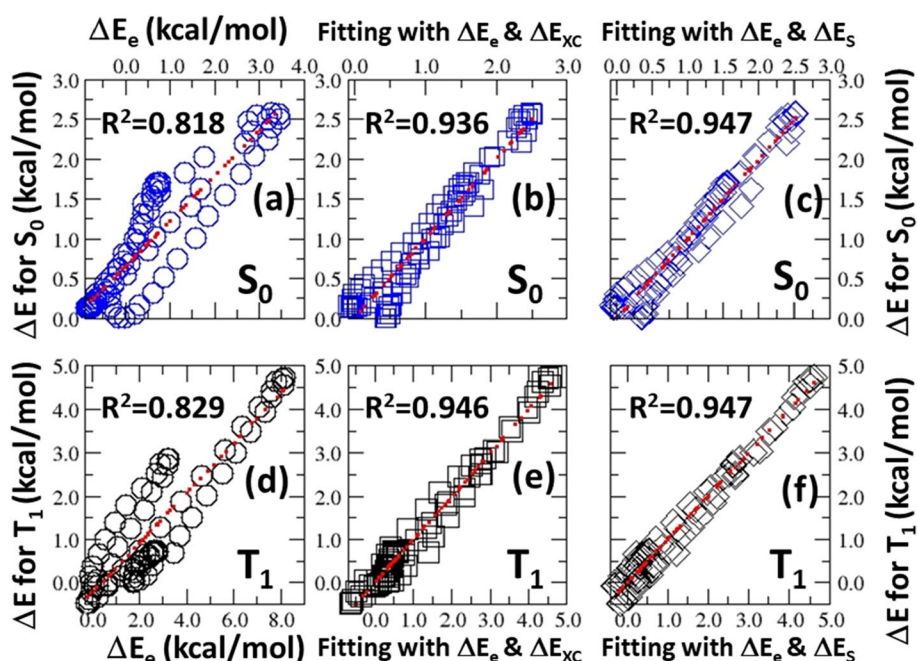 ΔEe (kcal/mol) Fitting with ΔEe & ΔEXC Fitting with ΔEe & ΔES
0.0 1.0 2.0 3.0 0.0 1.0 2.0 3.0 0.0 0.5 1.0 1.5 2.0 2.5 3.0
ΔE for S0 (kcal/mol)
3.0
2.5
2.0
1.5
1.0
0.5
0.0
R²=0.818
(a)
S0
R²=0.936
(b)
S0
R²=0.947
(c)
S0
ΔE for S0 (kcal/mol)
ΔE for T1 (kcal/mol)
5.0
4.0
3.0
2.0
1.0
0.0
R²=0.829
(d)
T1
R²=0.946
(e)
T1
R²=0.947
(f)
T1
ΔE for T1 (kcal/mol)
0.0 2.0 4.0 6.0 8.0 0.0 1.0 2.0 3.0 4.0 5.0 0.0 1.0 2.0 3.0 4.0 5.0
ΔEe (kcal/mol) Fitting with ΔEe & ΔEXC Fitting with ΔEe & ΔES